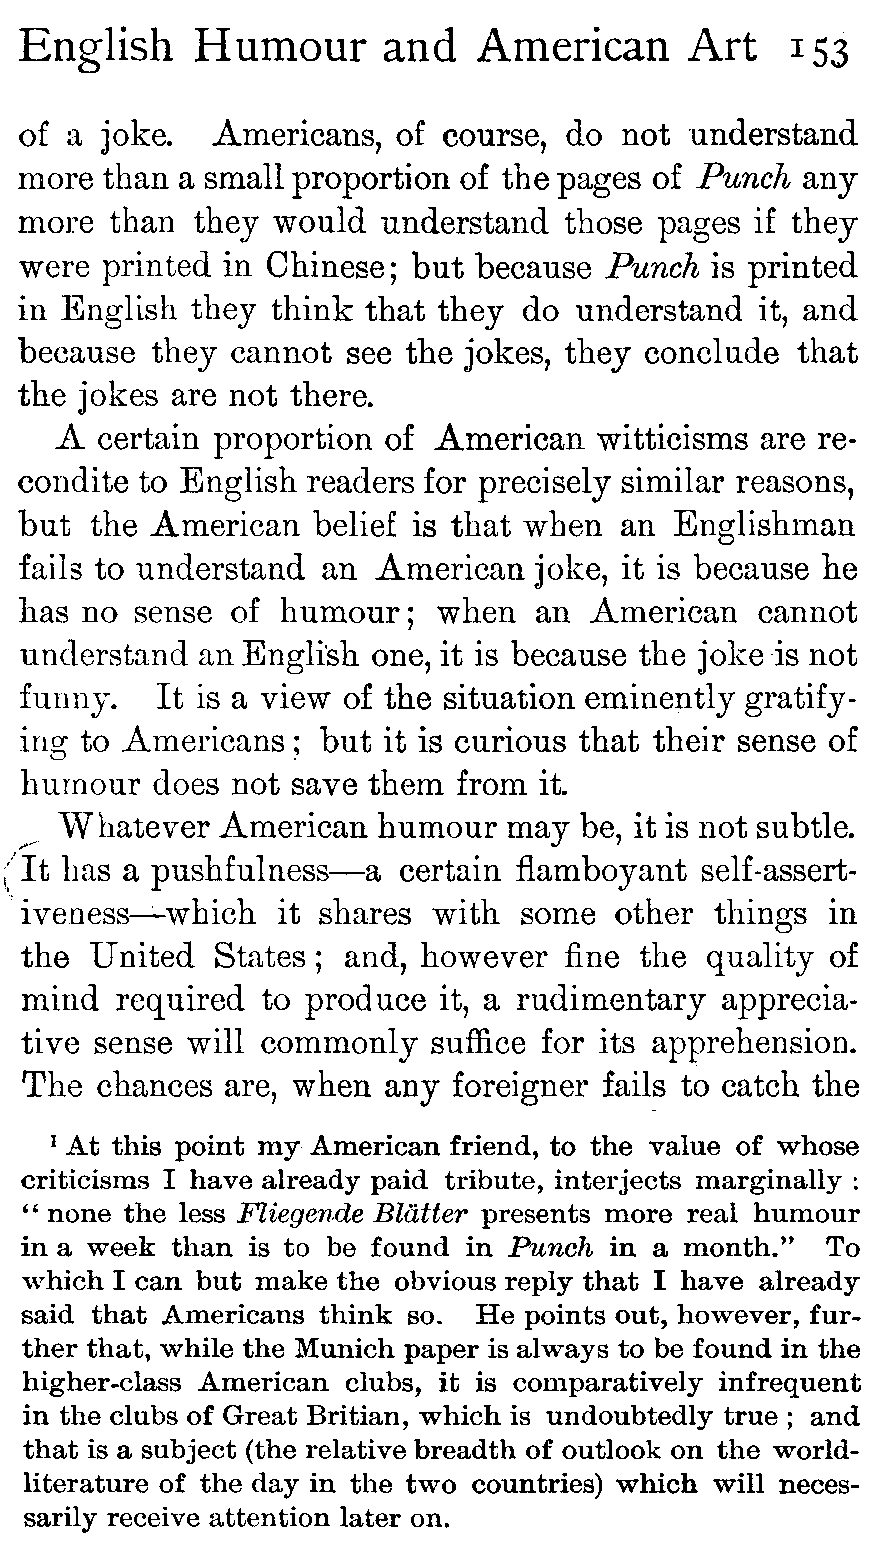 English Humour and American Art 153
of a joke. Americans, of course, do not understand
more than a small proportion of the pages of Punch any
more than they would understand those pages if they
were printed in Chinese; but because Punch is printed
in English they think that they do understand it, and
because they cannot see the jokes, they conclude that
the jokes are not there.
A certain proportion of American witticisms are re-
condite to English readers for precisely similar reasons,
but the American belief is that when an Englishman
fails to understand an American joke, it is because he
has no sense of humour; when an American cannot
understand an English one, it is because the joke is not
funny. It is a view of the situation eminently gratify-
ing to Americans; but it is curious that their sense of
humour does not save them from it.
Whatever American humour may be, it is not subtle.
It has a pushfulness—a certain flamboyant self-assert-
iveness—which it shares with some other things in
the United States; and, however fine the quality of
mind required to produce it, a rudimentary apprecia-
tive sense will commonly suffice for its apprehension.
The chances are, when any foreigner fails to catch the
¹ At this point my American friend, to the value of whose
criticisms I have already paid tribute, interjects marginally:
"none the less Fliegende Blätter presents more real humour
in a week than is to be found in Punch in a month." To
which I can but make the obvious reply that I have already
said that Americans think so. He points out, however, fur-
ther that, while the Munich paper is always to be found in the
higher-class American clubs, it is comparatively infrequent
in the clubs of Great Britian, which is undoubtedly true; and
that is a subject (the relative breadth of outlook on the world-
literature of the day in the two countries) which will neces-
sarily receive attention later on.